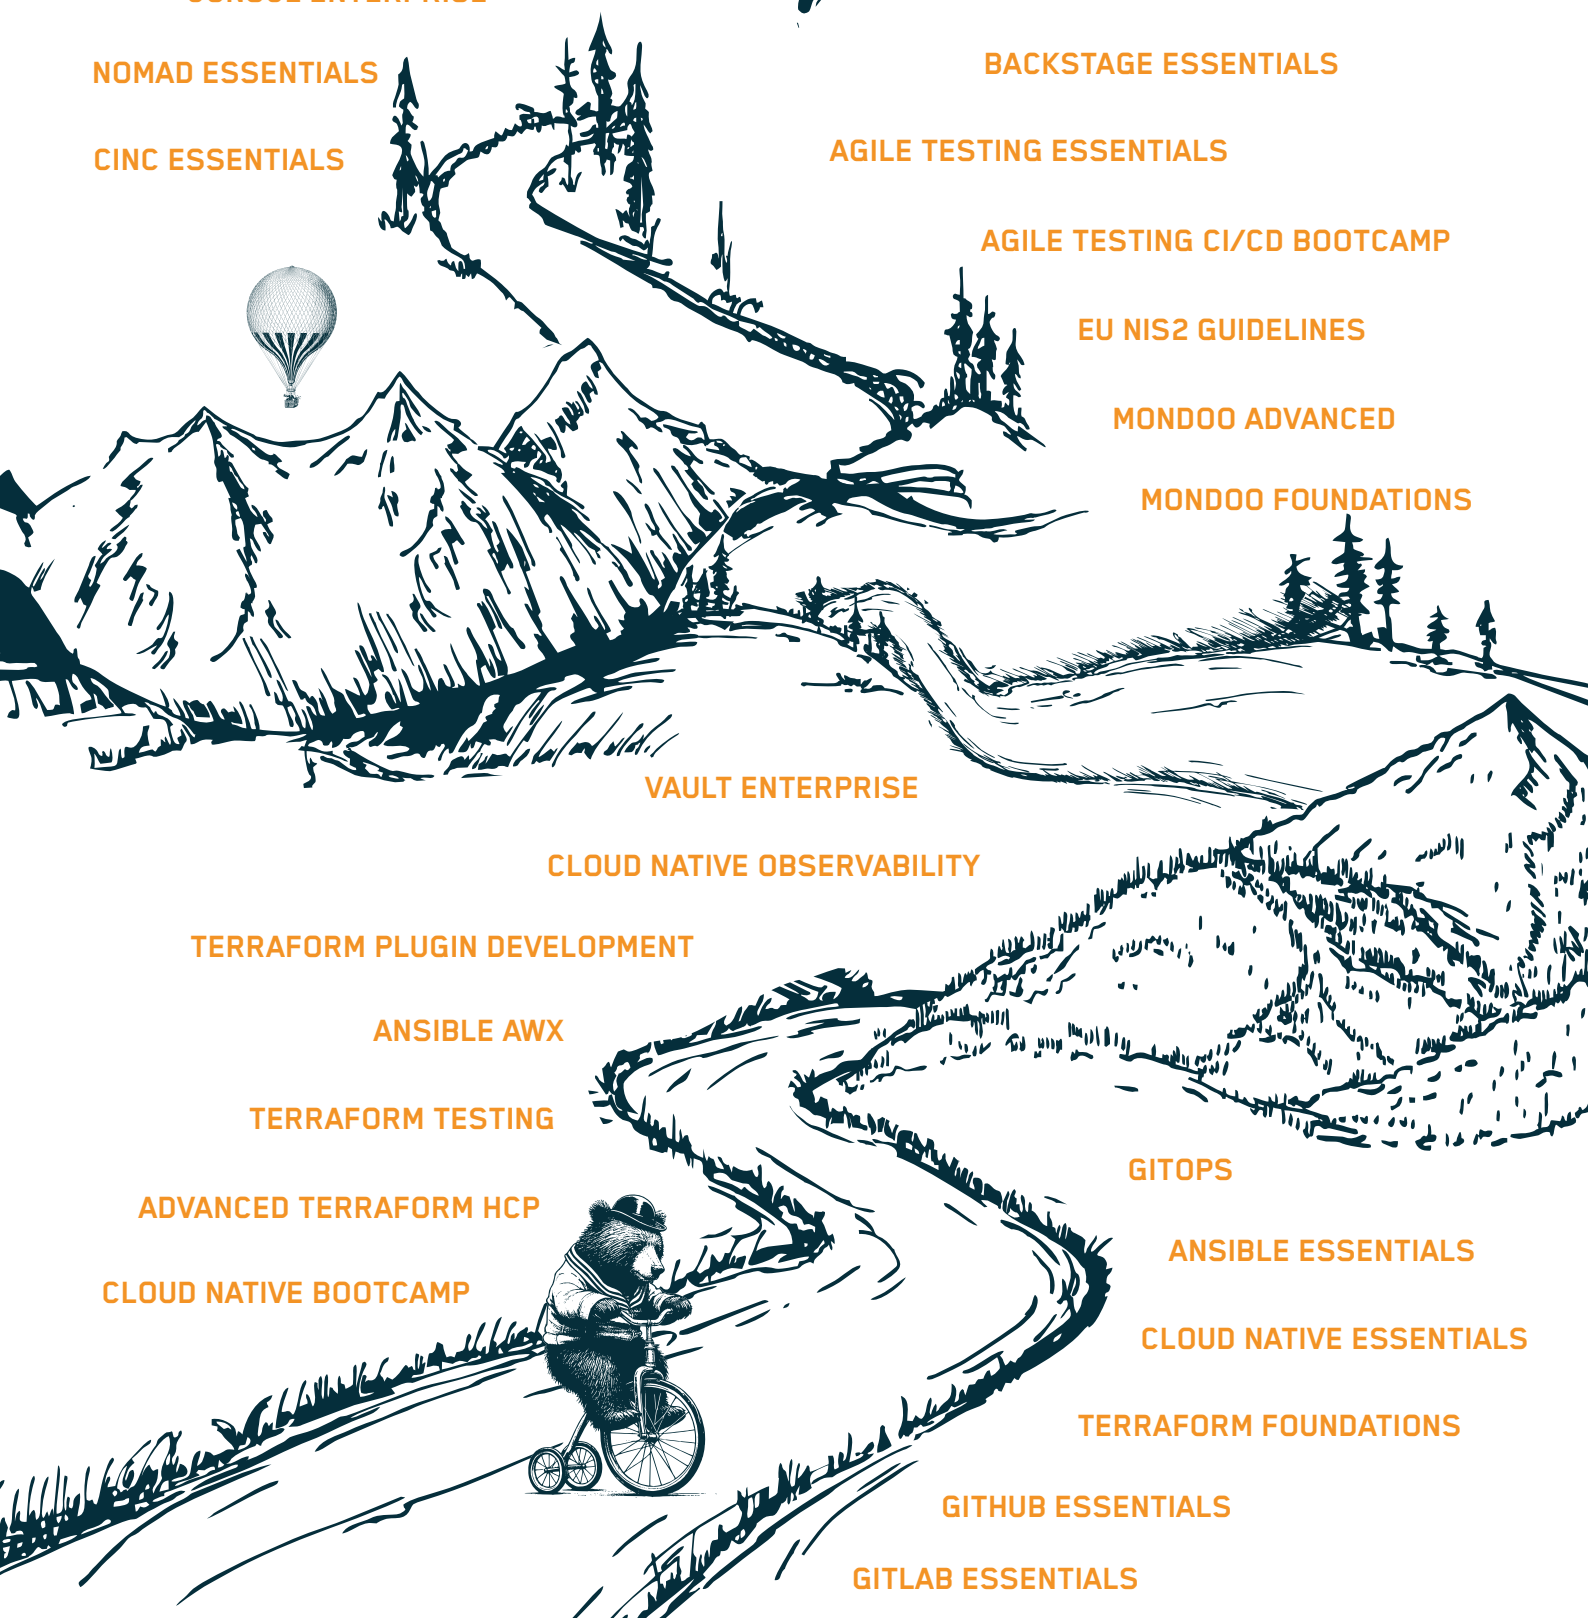 NOMAD ESSENTIALS
BACKSTAGE ESSENTIALS
CINC ESSENTIALS
AGILE TESTING ESSENTIALS
AGILE TESTING CI/CD BOOTCAMP
EU NIS2 GUIDELINES
MONDOO ADVANCED
MONDOO FOUNDATIONS
VAULT ENTERPRISE
CLOUD NATIVE OBSERVABILITY
TERRAFORM PLUGIN DEVELOPMENT
ANSIBLE AWX
TERRAFORM TESTING
GITOPS
ADVANCED TERRAFORM HCP
ANSIBLE ESSENTIALS
CLOUD NATIVE BOOTCAMP
CLOUD NATIVE ESSENTIALS
TERRAFORM FOUNDATIONS
GITHUB ESSENTIALS
GITLAB ESSENTIALS